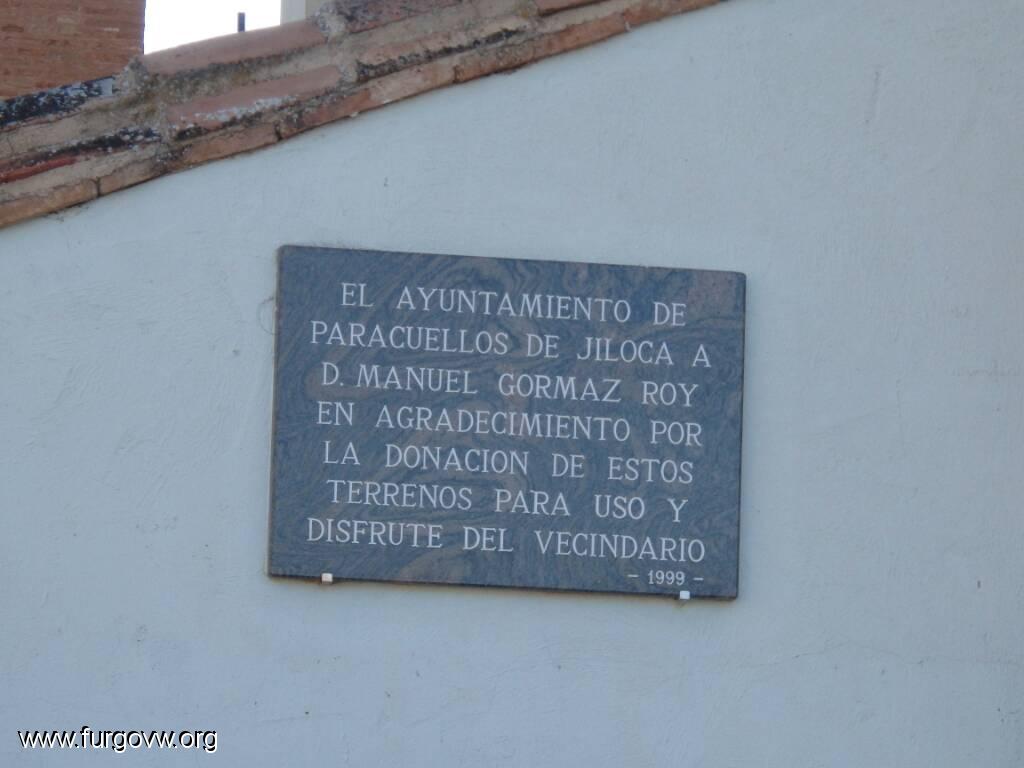 EL AYUNTAMIENTO DE
PARACUELLOS DE JILOCA A
D. MANUEL GORMAZ ROY
EN AGRADECIMIENTO POR
LA DONACION DE ESTOS
TERRENOS PARA USO Y
DISFRUTE DEL VECINDARIO
- 1999 -
www.furgovw.org